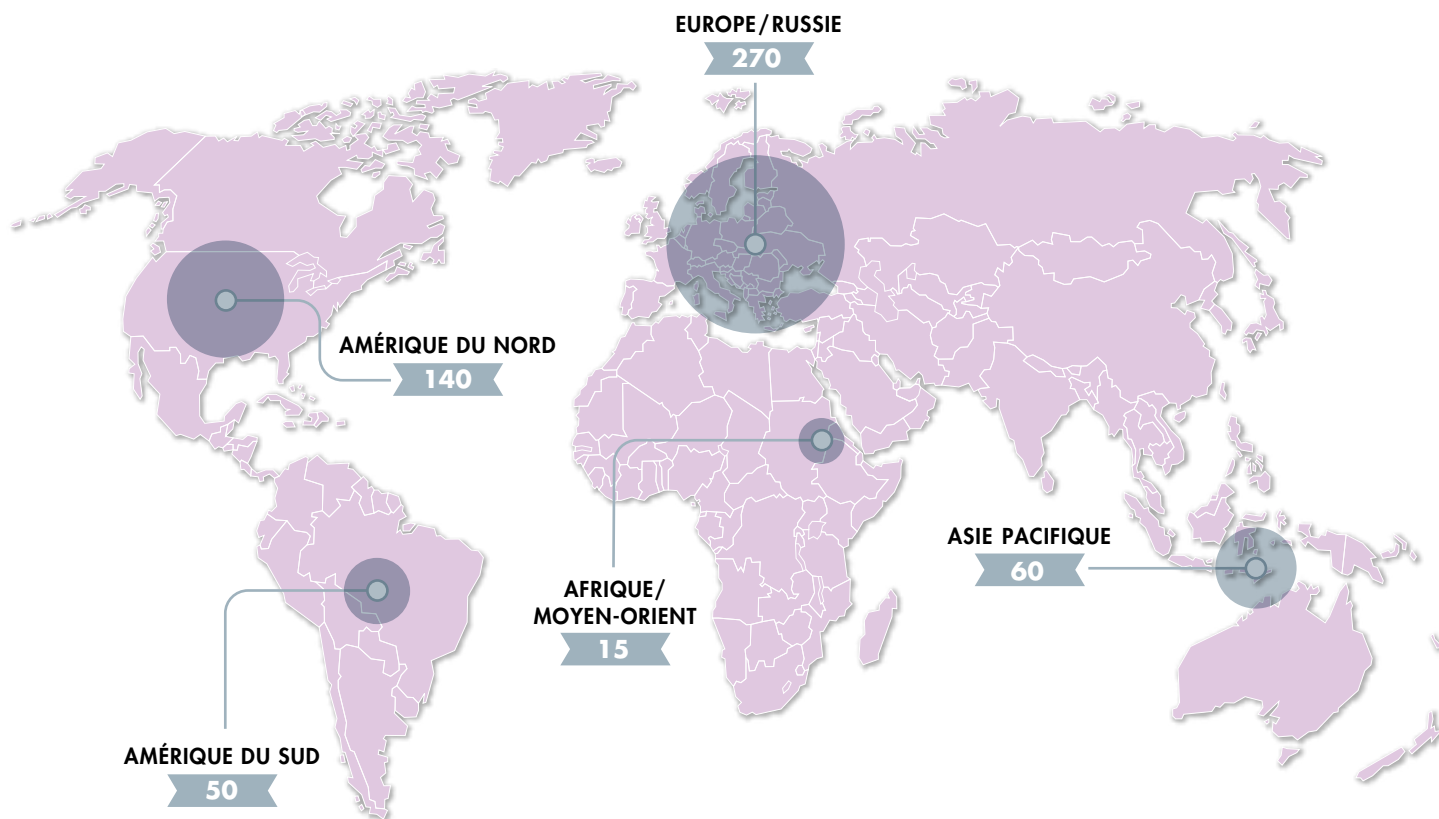 EUROPE/RUSSIE
270
AMÉRIQUE DU NORD
140
ASIE PACIFIQUE
60
AFRIQUE/
MOYEN-ORIENT
15
AMÉRIQUE DU SUD
50